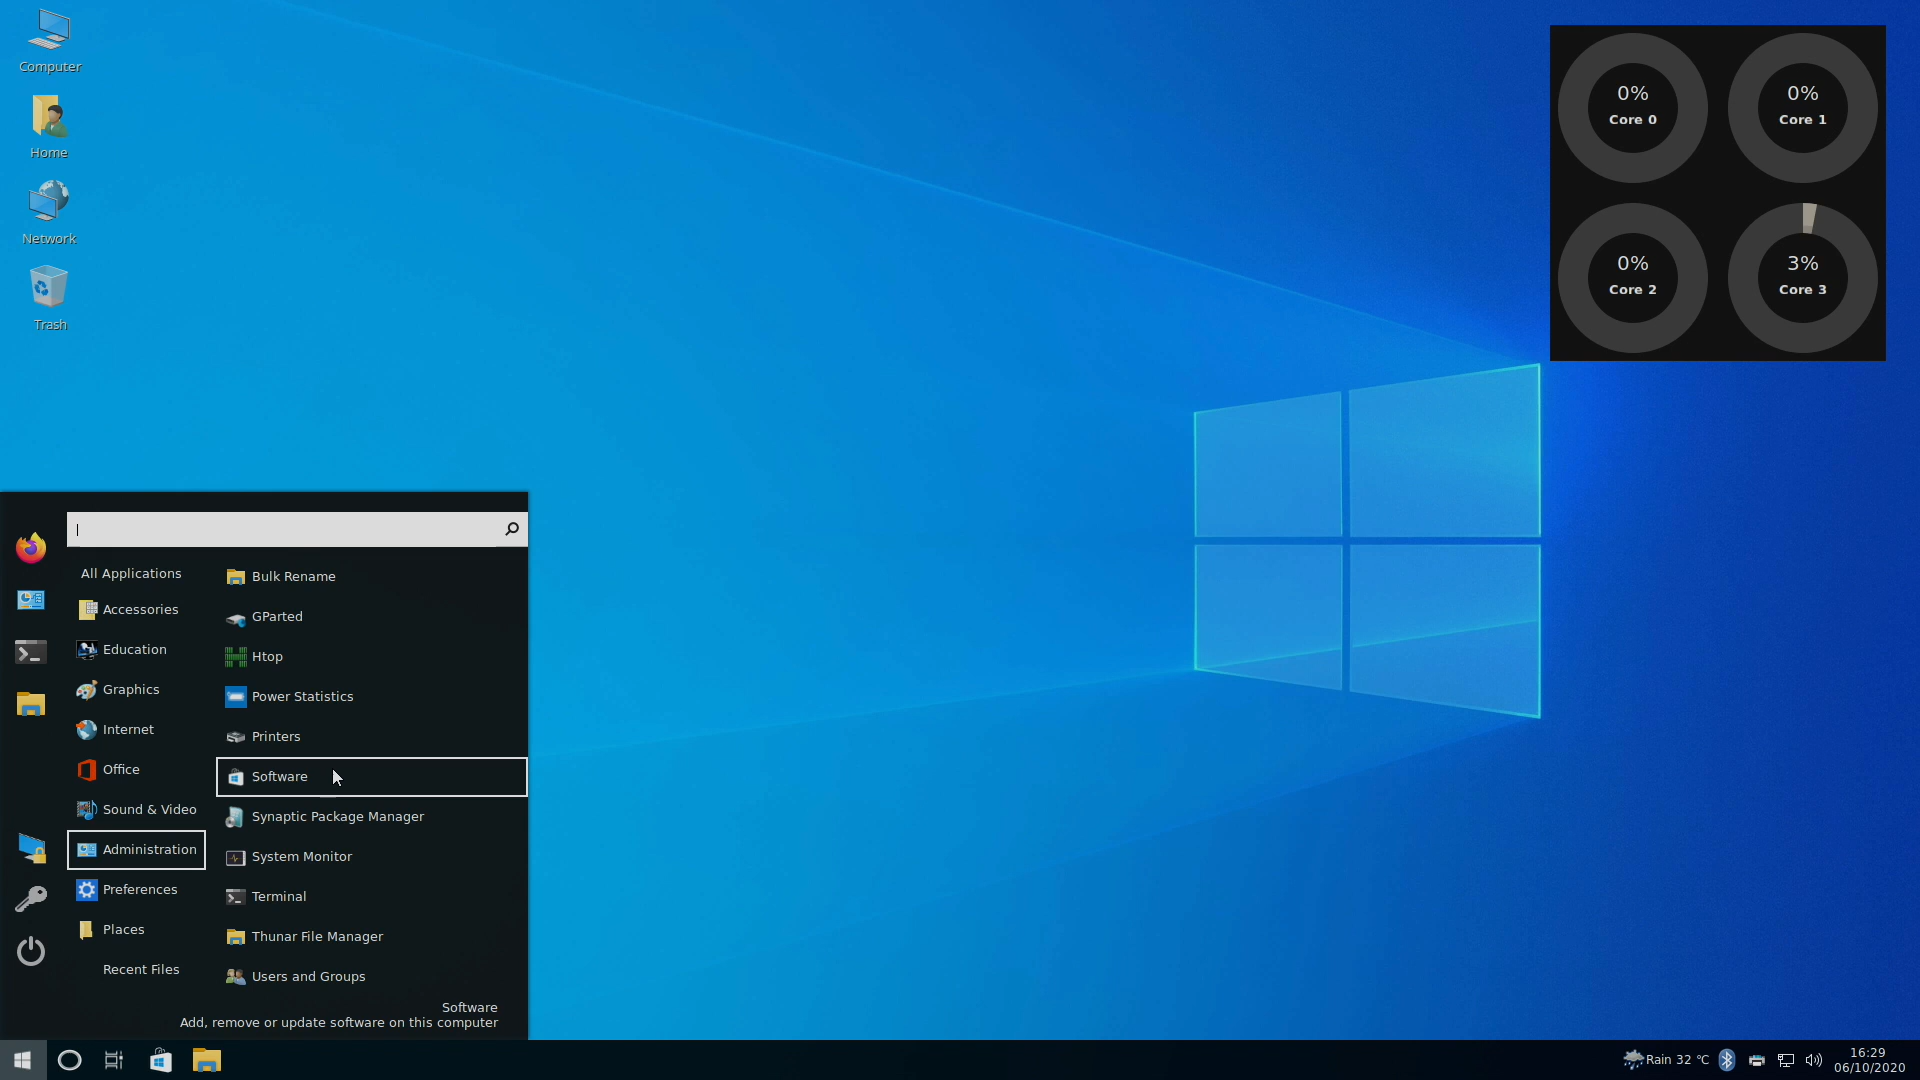 Computer
Home
Network
Trash
0%
Core 0
0%
Core 1
0%
Core 2
3%
Core 3
All Applications
Accessories
Education
Graphics
Internet
Office
Sound & Video
Administration
Preferences
Places
Recent Files
Bulk Rename
GParted
Htop
Power Statistics
Printers
Software
Synaptic Package Manager
System Monitor
Terminal
Thunar File Manager
Users and Groups
Software
Add, remove or update software on this computer
Rain 32 °C
16:29
06/10/2020